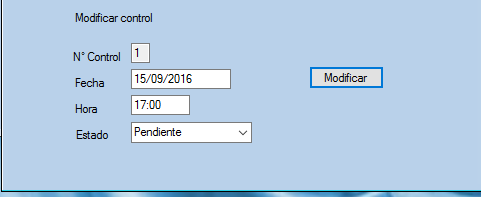 Modificar control
N° Control 1
Fecha 15/09/2016
Modificar
Hora 17:00
Estado Pendiente